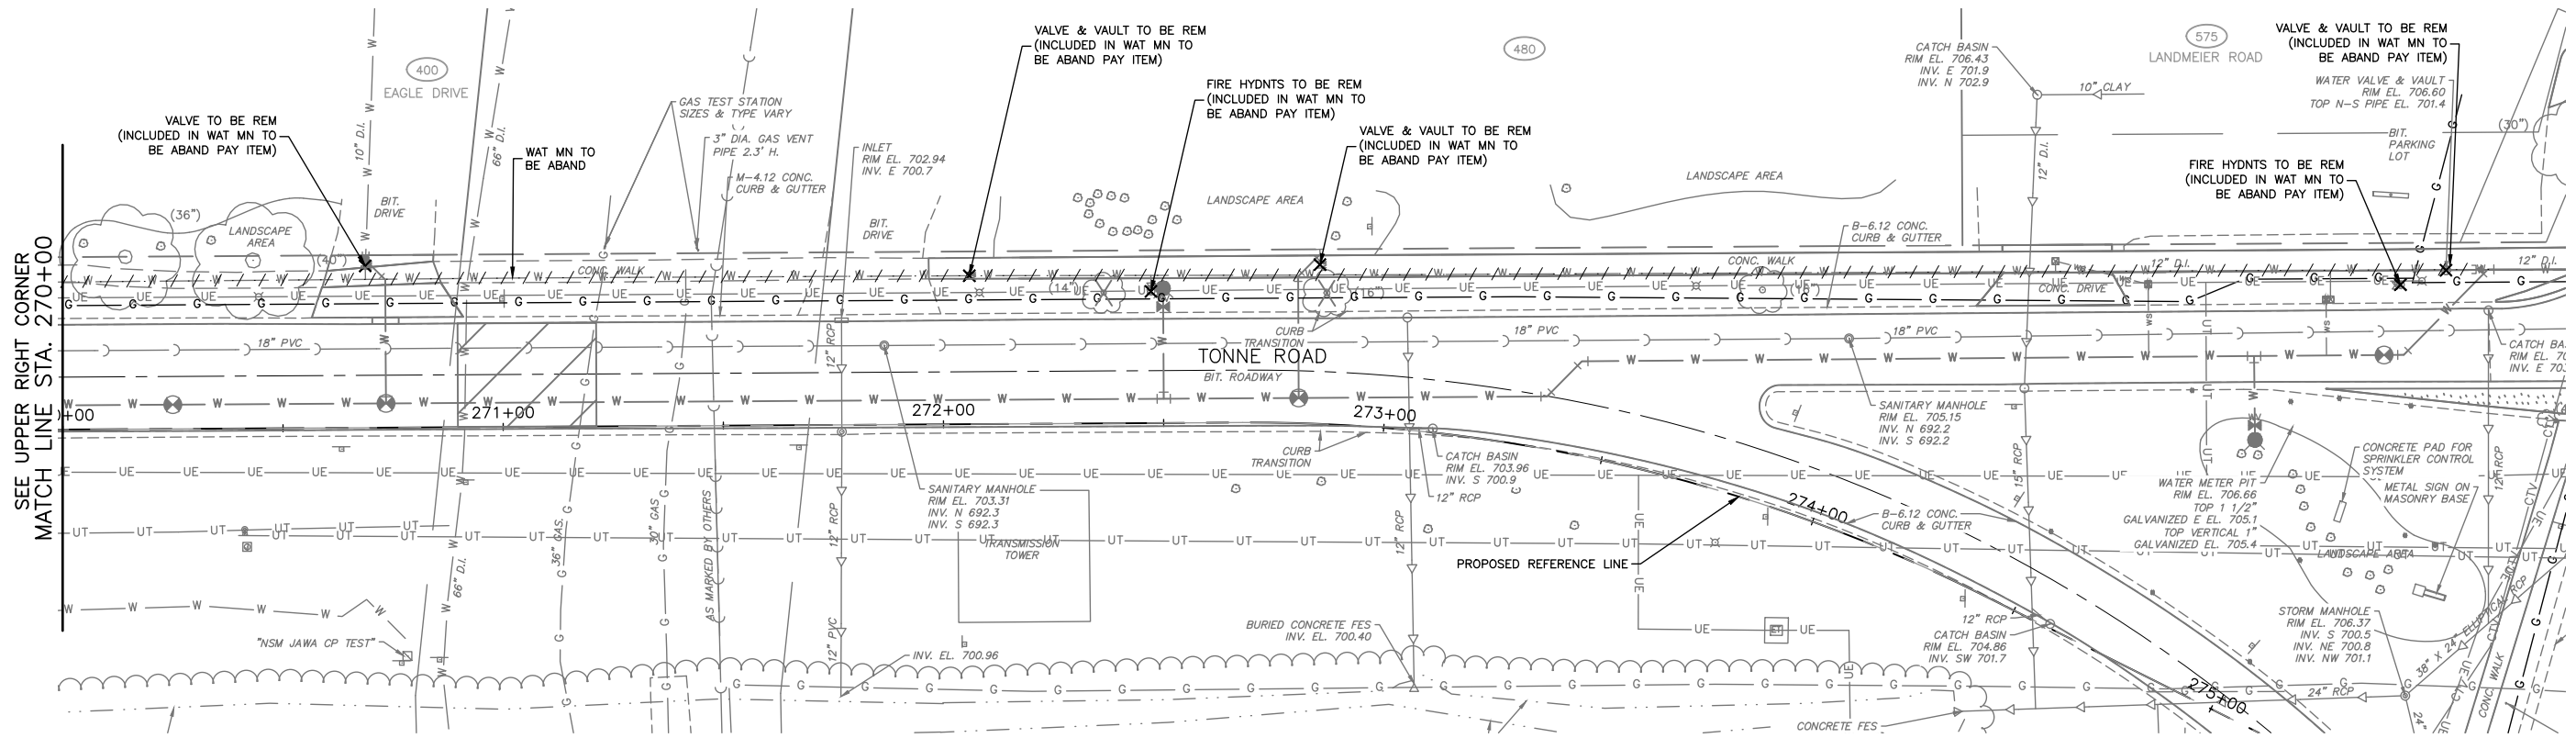 SEE UPPER RIGHT CORNER
MATCH LINE STA. 270+00
400
EAGLE DRIVE
VALVE TO BE REM
(INCLUDED IN WAT MN TO
BE ABAND PAY ITEM)
10" D.I.
66" D.I.
WAT MN TO
BE ABAND
GAS TEST STATION
SIZES & TYPE VARY
3" DIA. GAS VENT
PIPE 2.3' H.
M-4.12 CONC.
CURB & GUTTER
INLET
RIM EL. 702.94
INV. E 700.7
VALVE & VAULT TO BE REM
(INCLUDED IN WAT MN TO
BE ABAND PAY ITEM)
FIRE HYDNTS TO BE REM
(INCLUDED IN WAT MN TO
BE ABAND PAY ITEM)
VALVE & VAULT TO BE REM
(INCLUDED IN WAT MN TO
BE ABAND PAY ITEM)
480
CATCH BASIN
RIM EL. 706.43
INV. E 701.9
INV. N 702.9
10" CLAY
575
LANDMEIER ROAD
VALVE & VAULT TO BE REM
(INCLUDED IN WAT MN TO
BE ABAND PAY ITEM)
WATER VALVE & VAULT
RIM EL. 706.60
TOP N-S PIPE EL. 701.4
BIT.
PARKING
LOT
(30")
FIRE HYDNTS TO BE REM
(INCLUDED IN WAT MN TO
BE ABAND PAY ITEM)
12" D.I.
(36")
LANDSCAPE
AREA
(40")
BIT.
DRIVE
BIT.
DRIVE
LANDSCAPE AREA
LANDSCAPE AREA
B-6.12 CONC.
CURB & GUTTER
CONC. WALK
CONC. WALK
12" D.I.
12" D.I.
CONC. DRIVE
(14")
(16")
18" PVC
12" RCP
CURB
TRANSITION
18" PVC
18" PVC
TONNE ROAD
BIT. ROADWAY
271+00
272+00
273+00
274+00
275+00
CURB
TRANSITION
CATCH BASIN
RIM EL. 703.96
INV. S 700.9
12" RCP
SANITARY MANHOLE
RIM EL. 703.31
INV. N 692.3
INV. S 692.3
SANITARY MANHOLE
RIM EL. 705.15
INV. N 692.2
INV. S 692.2
15" RCP
B-6.12 CONC.
CURB & GUTTER
WATER METER PIT
RIM EL. 706.66
TOP 1 1/2"
GALVANIZED E EL. 705.1
TOP VERTICAL 1"
GALVANIZED EL. 705.4
CONCRETE PAD FOR
SPRINKLER CONTROL
SYSTEM
METAL SIGN ON
MASONRY BASE
12" RCP
LANDSCAPE AREA
PROPOSED REFERENCE LINE
TRANSMISSION
TOWER
36" GAS
30" GAS
AS MARKED BY OTHERS
12" RCP
12" PVC
12" RCP
66" D.I.
"NSM JAWA CP TEST"
INV. EL. 700.96
BURIED CONCRETE FES
INV. EL. 700.40
12" RCP
CATCH BASIN
RIM EL. 704.86
INV. SW 701.7
CONCRETE FES
STORM MANHOLE
RIM EL. 706.37
INV. S 700.5
INV. NE 700.8
INV. NW 701.1
38" X 24" ELLIPTICAL RCP
24" RCP
24"
CONC. WALK